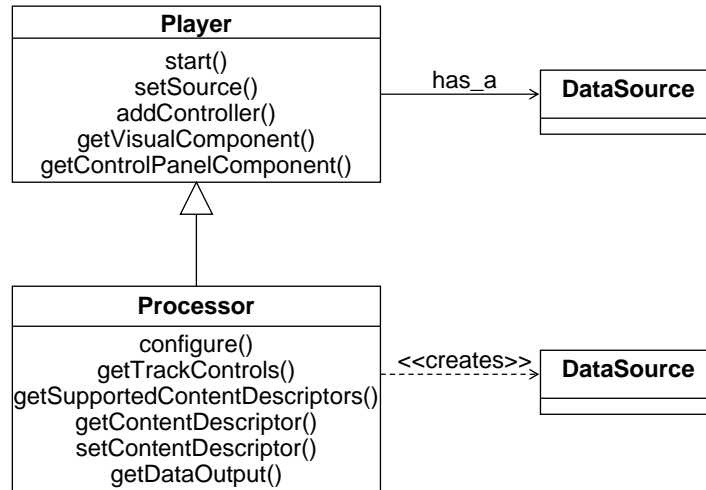 Player
start()
setSource()
addController()
getVisualComponent()
getControlPanelComponent()
has_a
DataSource
Processor
configure()
getTrackControls()
getSupportedContentDescriptors()
getContentDescriptor()
setContentDescriptor()
getDataOutput()
<<creates>>
DataSource